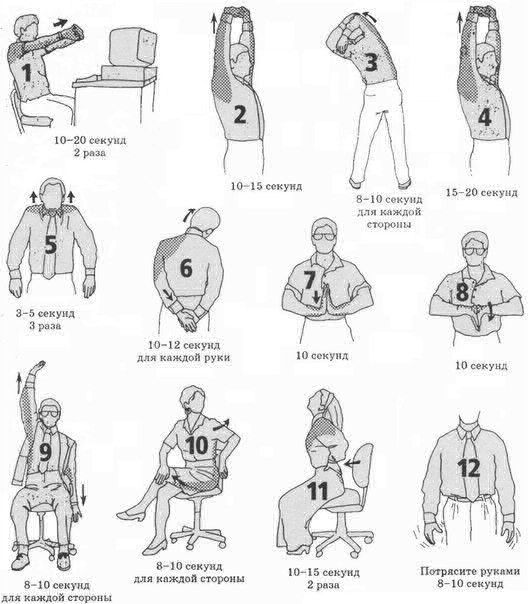 1
10–20 секунд
2 раза
2
10–15 секунд
3
8–10 секунд
для каждой
стороны
4
15–20 секунд
5
3–5 секунд
3 раза
6
10–12 секунд
для каждой руки
7
10 секунд
8
10 секунд
9
8–10 секунд
для каждой стороны
10
8–10 секунд
для каждой стороны
11
10–15 секунд
2 раза
12
Потрясите руками
8–10 секунд